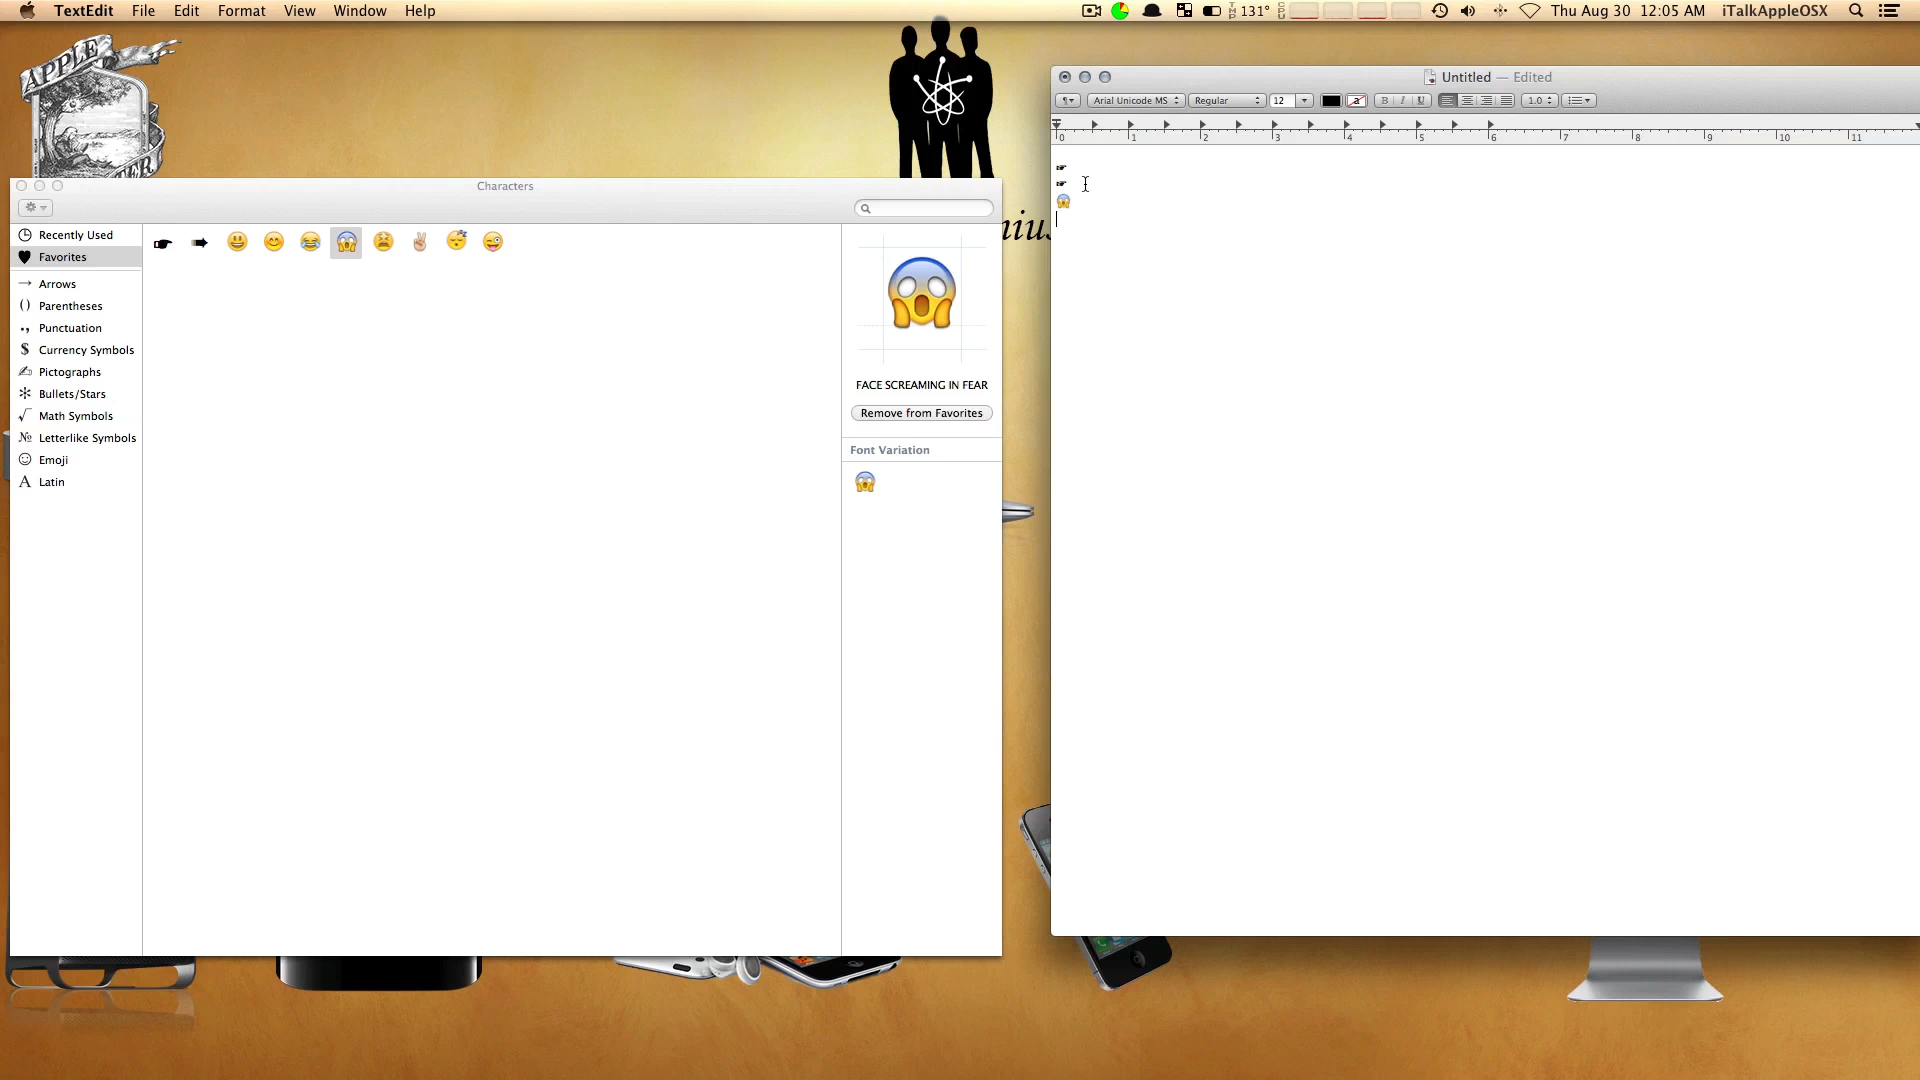 TextEdit File Edit Format View Window Help
131° Thu Aug 30 12:05 AM iTalkAppleOSX
APPLE
TER
nius
Untitled — Edited
Arial Unicode MS Regular 12 a B I U 1.0
0 1 2 3 4 5 6 7 8 9 10 11
☛
☛
😱
Characters
Recently Used
Favorites
Arrows
Parentheses
Punctuation
$ Currency Symbols
Pictographs
Bullets/Stars
√ Math Symbols
№ Letterlike Symbols
Emoji
A Latin
☛ ➠ 😃 😊 😂 😱 😫 ✌ 😴 😜
FACE SCREAMING IN FEAR
Remove from Favorites
Font Variation
😱